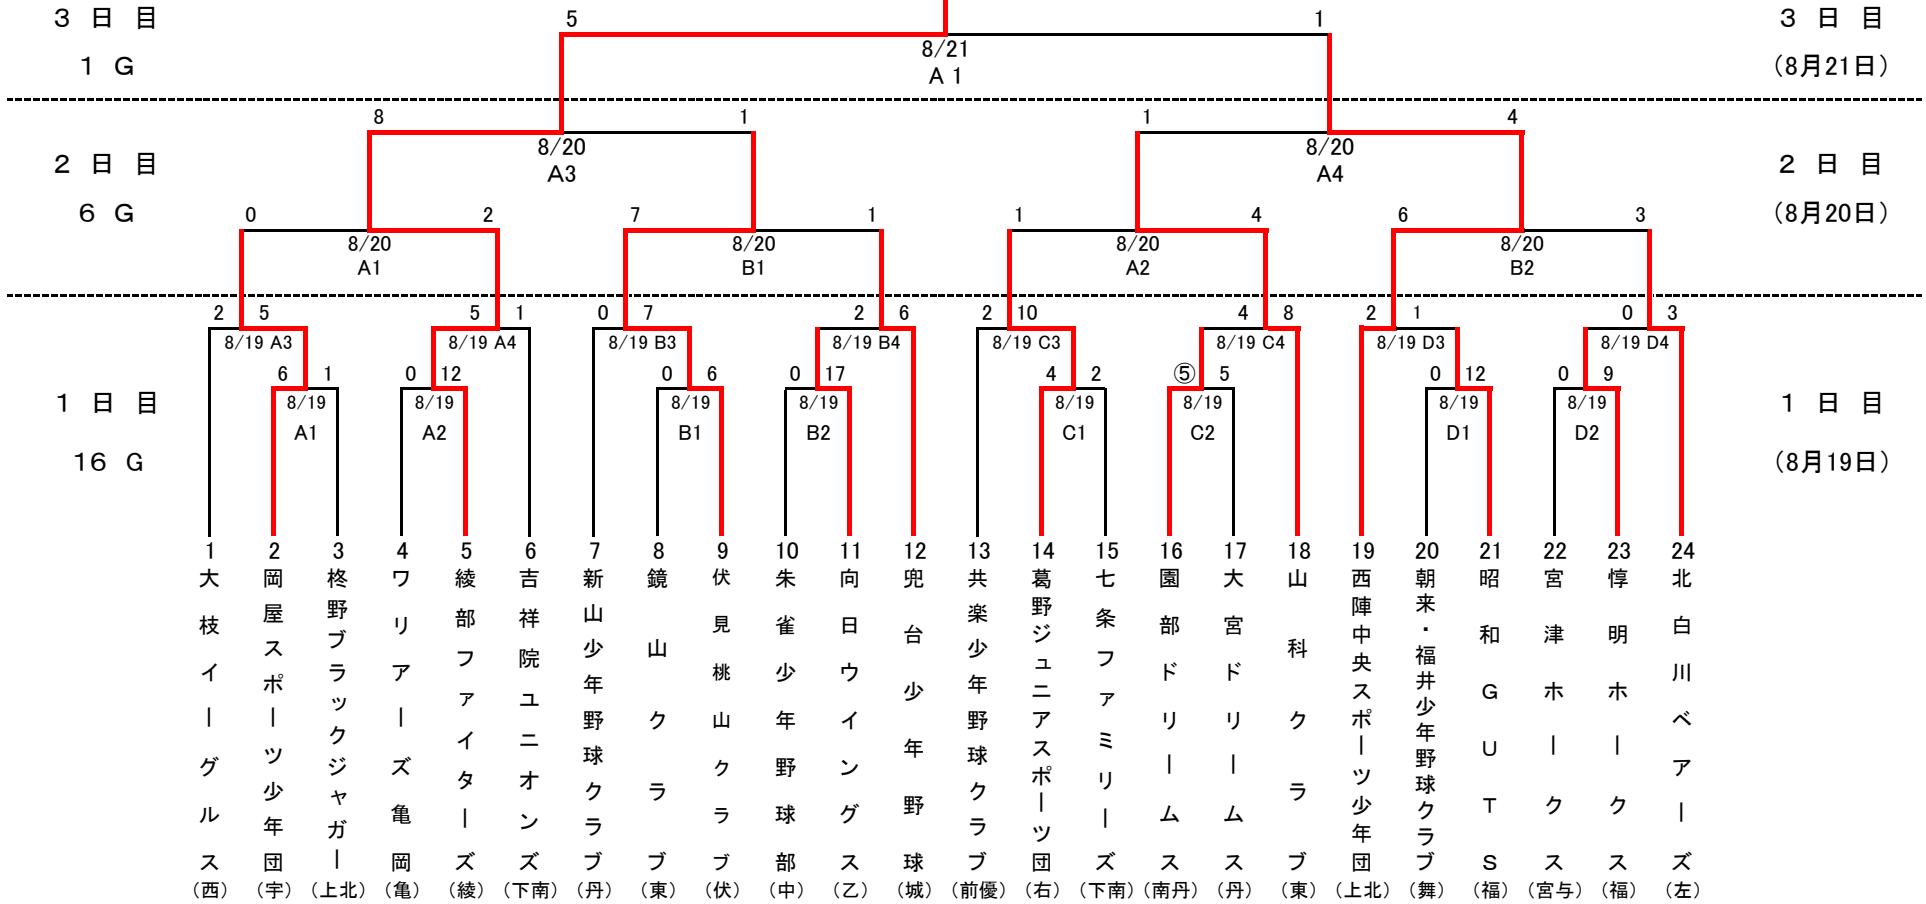 3 日 目
5
1
3 日 目
8/21
1 G
A 1
(8月21日)
8
1
1
4
8/20
8/20
2 日 目
A3
A4
2 日 目
6 G
0
2
7
1
1
4
6
3
(8月20日)
8/20
8/20
8/20
8/20
A1
B1
A2
B2
2 5
5 1
0 7
2 6
2 10
4 8
2 1
0 3
8/19 A3
8/19 A4
8/19 B3
8/19 B4
8/19 C3
8/19 C4
8/19 D3
8/19 D4
6 1
0 12
0 6
0 17
4 2
⑤ 5
0 12
0 9
1 日 目
8/19
8/19
8/19
8/19
8/19
8/19
8/19
8/19
1 日 目
A1
A2
B1
B2
C1
C2
D1
D2
16 G
(8月19日)
1
大枝イーグルス
(西)
2
岡屋スポーツ少年団
(宇)
3
柊野ブラックジャガー
(上北)
4
ワリアーズ亀岡
(亀)
5
綾部ファイターズ
(綾)
6
吉祥院ユニオンズ
(下南)
7
新山少年野球クラブ
(丹)
8
鏡山クラブ
(東)
9
伏見桃山クラブ
(伏)
10
朱雀少年野球部
(中)
11
向日ウイングス
(乙)
12
兜台少年野球
(城)
13
共楽少年野球クラブ
(前優)
14
葛野ジュニアスポーツ団
(右)
15
七条ファミリーズ
(下南)
16
園部ドリームス
(南丹)
17
大宮ドリームス
(丹)
18
山科クラブ
(東)
19
西陣中央スポーツ少年団
(上北)
20
朝来・福井少年野球クラブ
(舞)
21
昭和GUTS
(福)
22
宮津ホークス
(宮与)
23
惇明ホークス
(福)
24
北白川ベアーズ
(左)